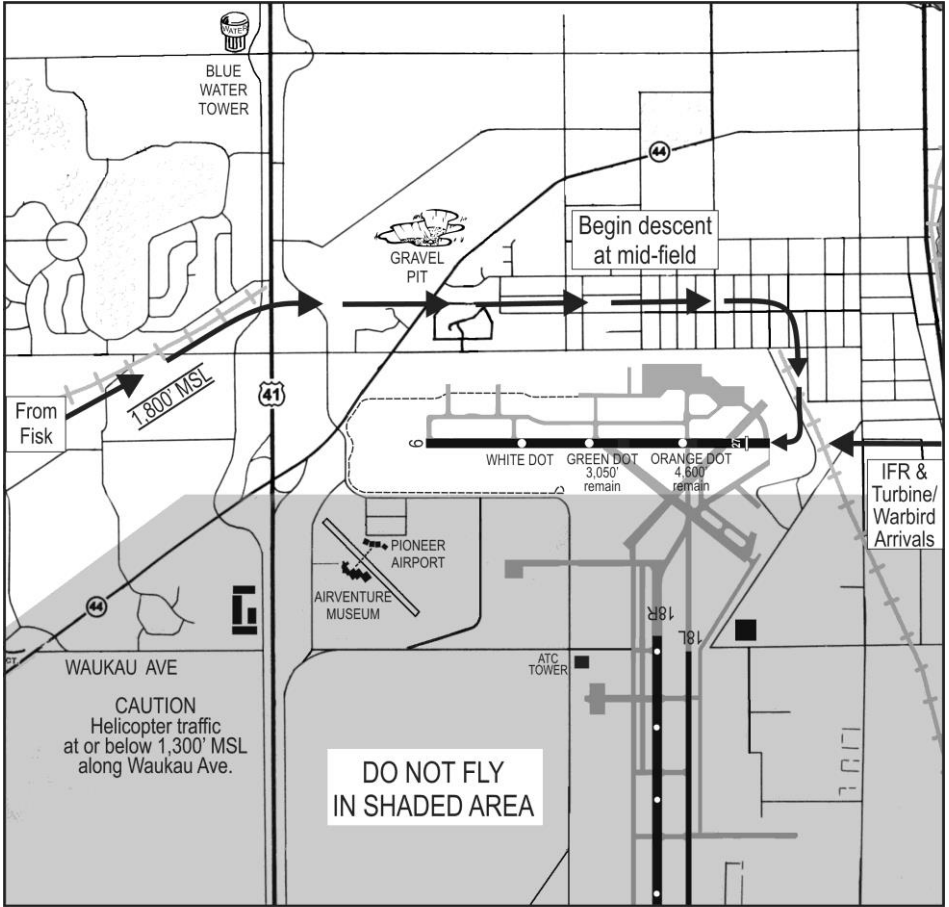 WATER
BLUE
WATER
TOWER
44
GRAVEL
PIT
Begin descent
at mid-field
1,800' MSL
From
Fisk
41
9
27
WHITE DOT
GREEN DOT
3,050'
remain
ORANGE DOT
4,600'
remain
IFR &
Turbine/
Warbird
Arrivals
PIONEER
AIRPORT
AIRVENTURE
MUSEUM
44
18R
18L
CT.
WAUKAU AVE
ATC
TOWER
CAUTION
Helicopter traffic
at or below 1,300' MSL
along Waukau Ave.
DO NOT FLY
IN SHADED AREA